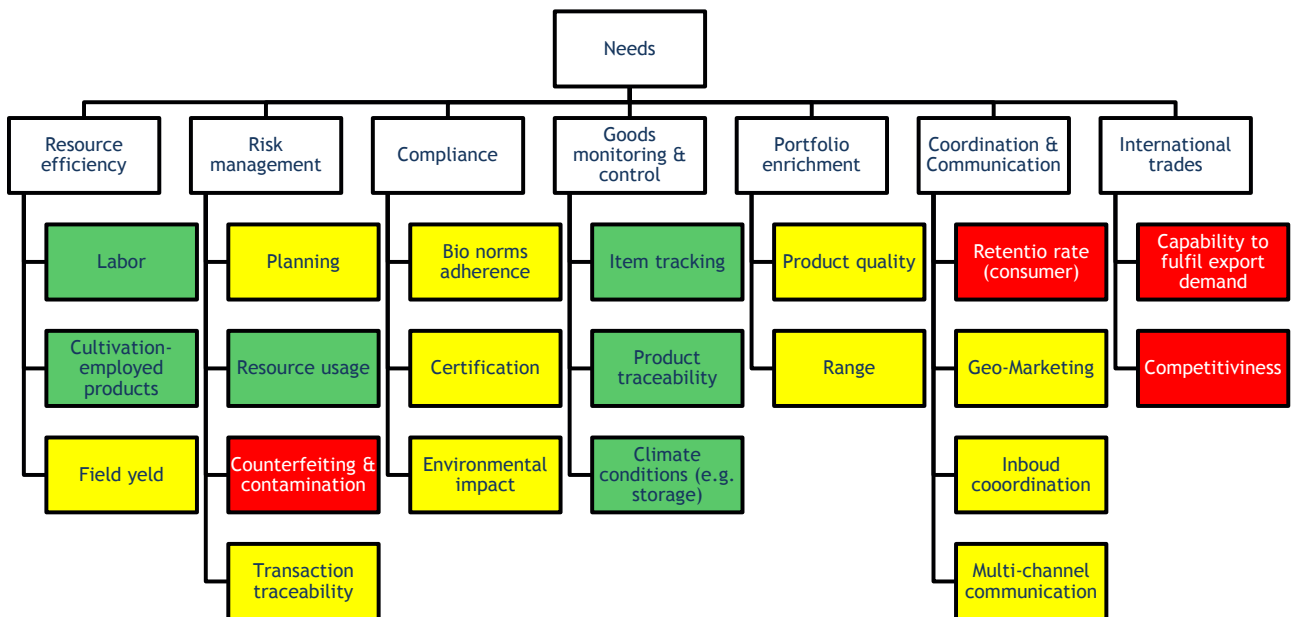 Needs
Resource
efficiency
Risk
management
Compliance
Goods
monitoring &
control
Portfolio
enrichment
Coordination &
Communication
International
trades
Labor
Planning
Bio norms
adherence
Item tracking
Product quality
Retentio rate
(consumer)
Capability to
fulfil export
demand
Cultivation-
employed
products
Resource usage
Certification
Product
traceability
Range
Geo-Marketing
Competitiviness
Field yeld
Counterfeiting &
contamination
Environmental
impact
Climate
conditions (e.g.
storage)
Inboud
cooordination
Transaction
traceability
Multi-channel
communication